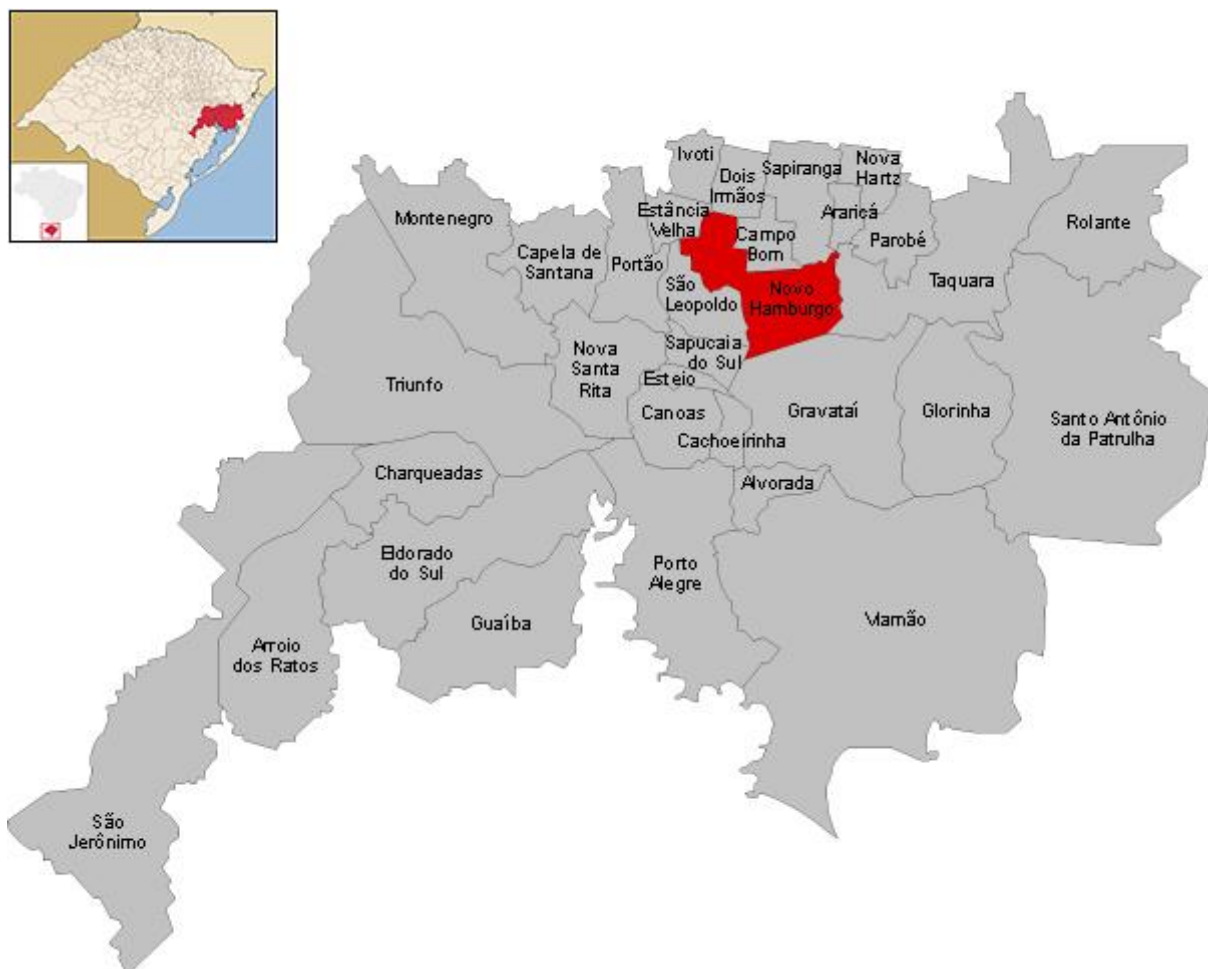 Ivoti
Dois
Irmãos
Sapiranga
Nova
Hartz
Montenegro
Estância
Velha
Araricá
Rolante
Capela de
Santana
Portão
Campo
Bom
Parobé
Taquara
São
Leopoldo
Novo
Hamburgo
Nova
Santa
Rita
Sapucaia
do Sul
Triunfo
Esteio
Canoas
Gravataí
Glorinha
Santo Antônio
da Patrulha
Cachoeirinha
Charqueadas
Alvorada
Eldorado
do Sul
Porto
Alegre
Guaíba
Viamão
Arroio
dos Ratos
São
Jerônimo